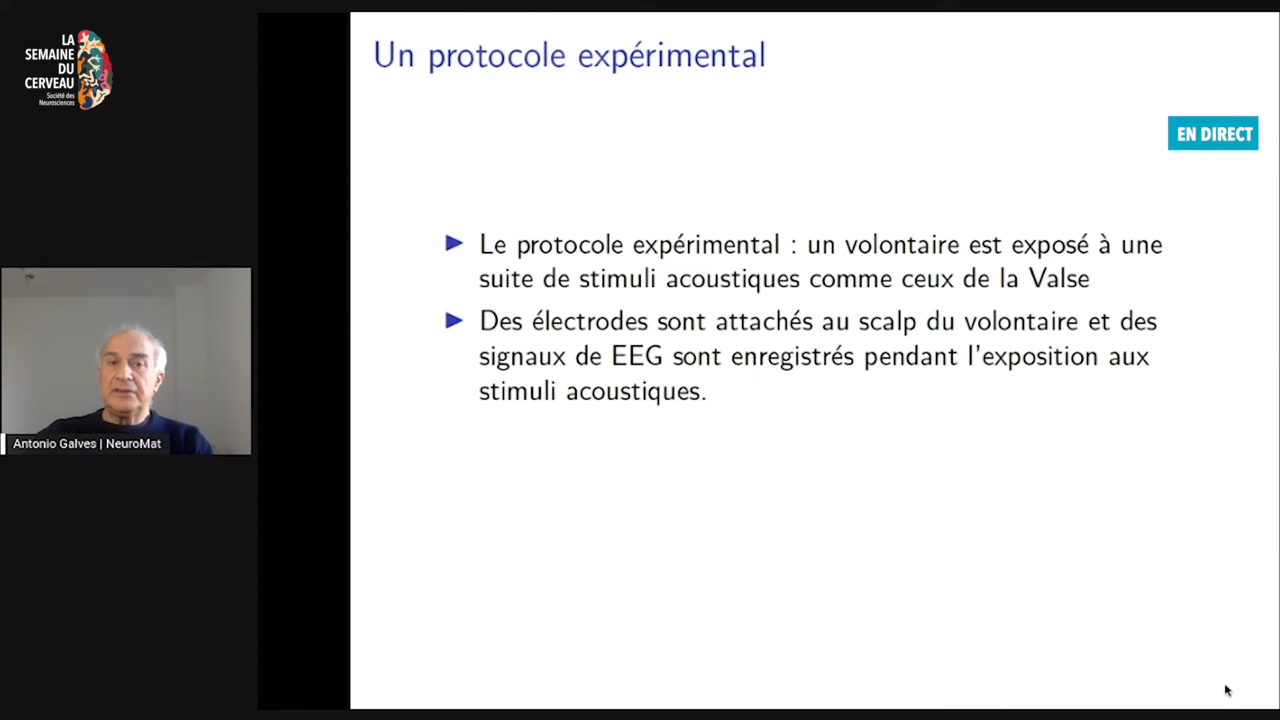 LA
SEMAINE
DU
CERVEAU
Société des
Neurosciences
Un protocole expérimental
EN DIRECT
Le protocole expérimental : un volontaire est exposé à une
suite de stimuli acoustiques comme ceux de la Valse
Des électrodes sont attachés au scalp du volontaire et des
signaux de EEG sont enregistrés pendant l'exposition aux
stimuli acoustiques.
Antonio Galves | NeuroMat